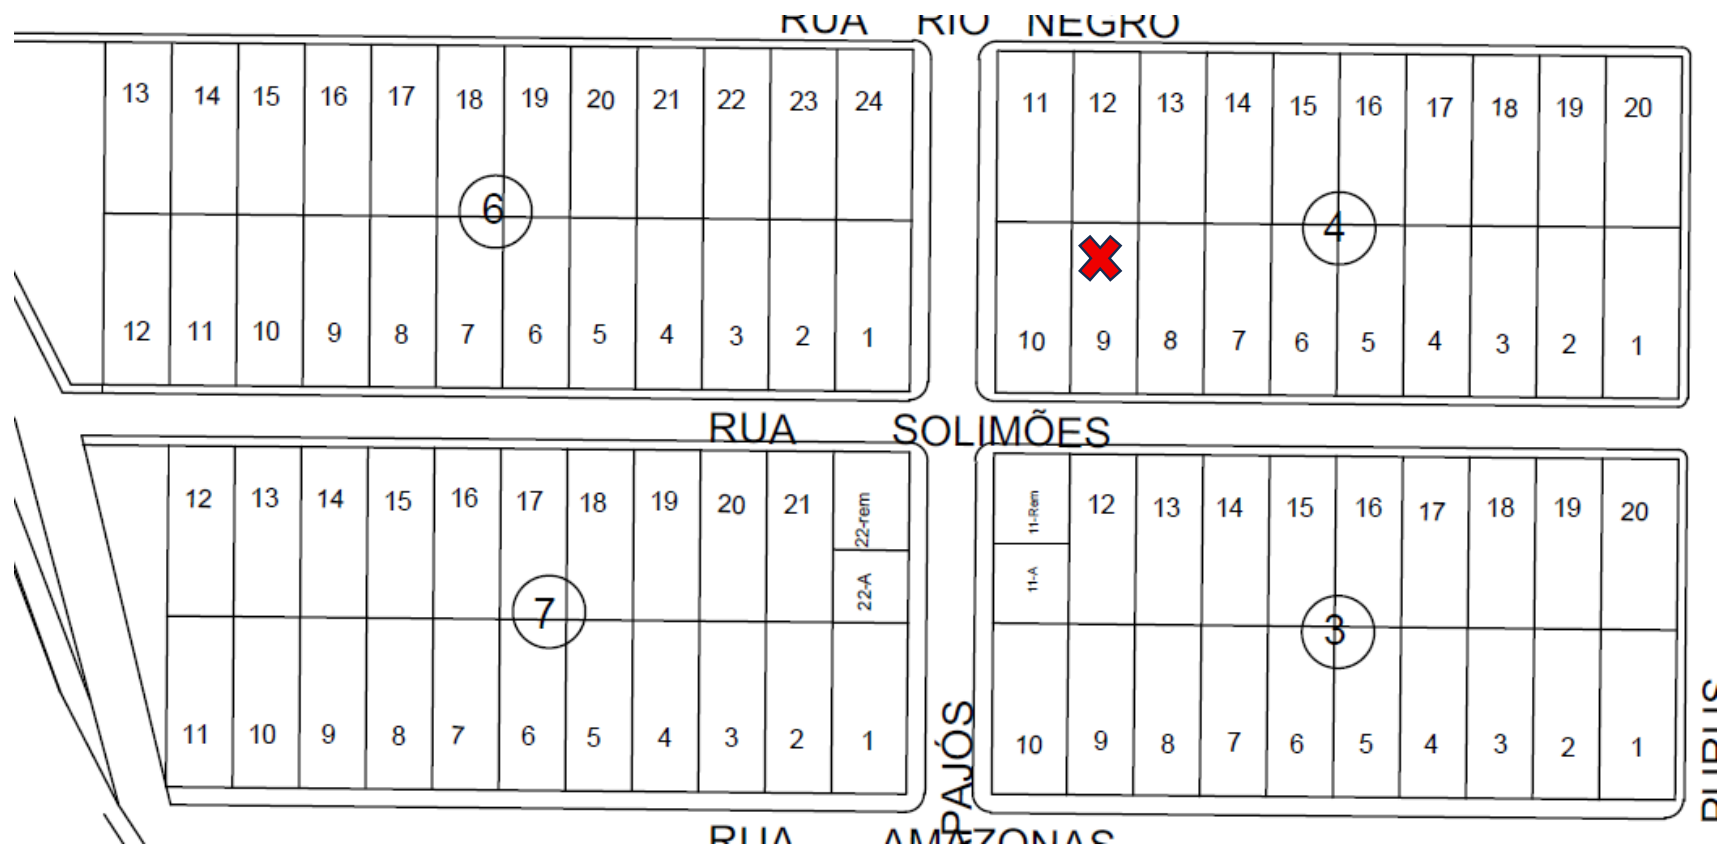 RUA RIO NEGRO
13 14 15 16 17 18 19 20 21 22 23 24
11 12 13 14 15 16 17 18 19 20
6
4
12 11 10 9 8 7 6 5 4 3 2 1
10 9 8 7 6 5 4 3 2 1
RUA SOLIMÕES
12 13 14 15 16 17 18 19 20 21 22-rem
22-A
11-Rem 12 13 14 15 16 17 18 19 20
11-A
7
3
11 10 9 8 7 6 5 4 3 2 1
10 9 8 7 6 5 4 3 2 1
PAJÓS
PURUS
RUA AMAZONAS